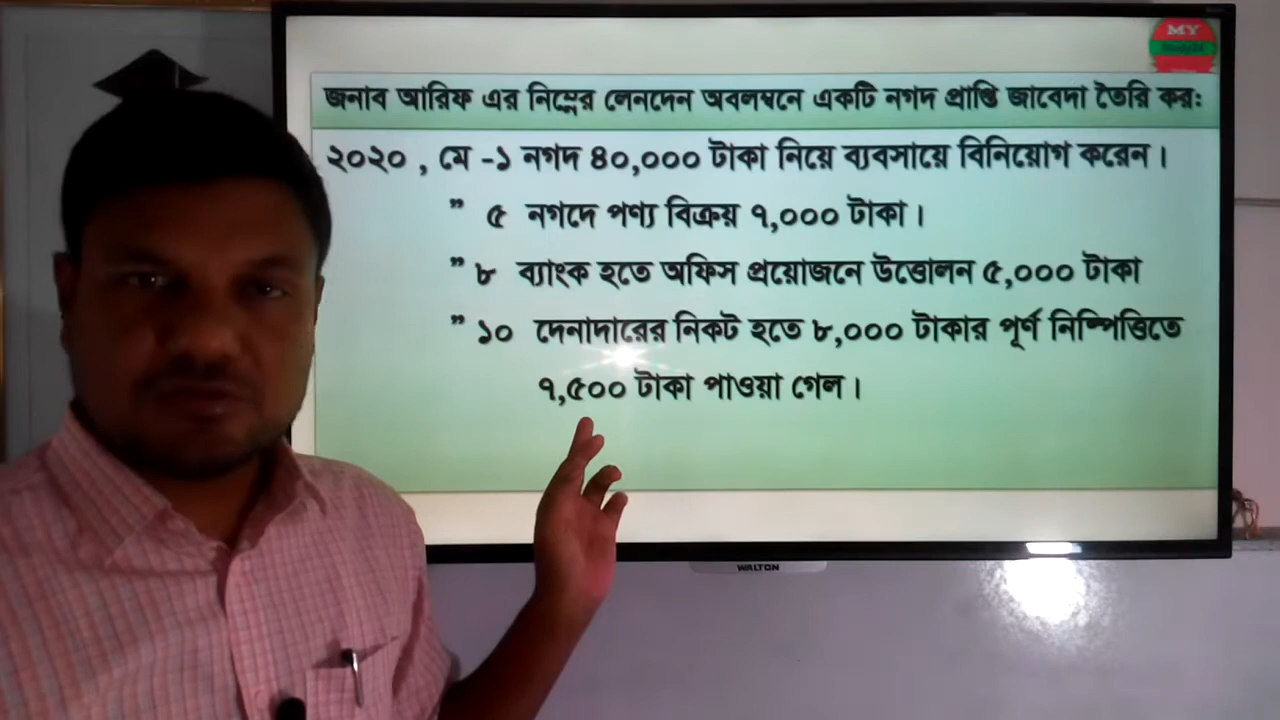 MY
Study24
জনাব আরিফ এর নিম্নের লেনদেন অবলম্বনে একটি নগদ প্রাপ্তি জাবেদা তৈরি কর:
২০২০ , মে -১ নগদ ৪০,০০০ টাকা নিয়ে ব্যবসায়ে বিনিয়োগ করেন।
” ৫ নগদে পণ্য বিক্রয় ৭,০০০ টাকা।
” ৮ ব্যাংক হতে অফিস প্রয়োজনে উত্তোলন ৫,০০০ টাকা
” ১০ দেনাদারের নিকট হতে ৮,০০০ টাকার পূর্ণ নিষ্পিত্তিতে
৭,৫০০ টাকা পাওয়া গেল।
WALTON